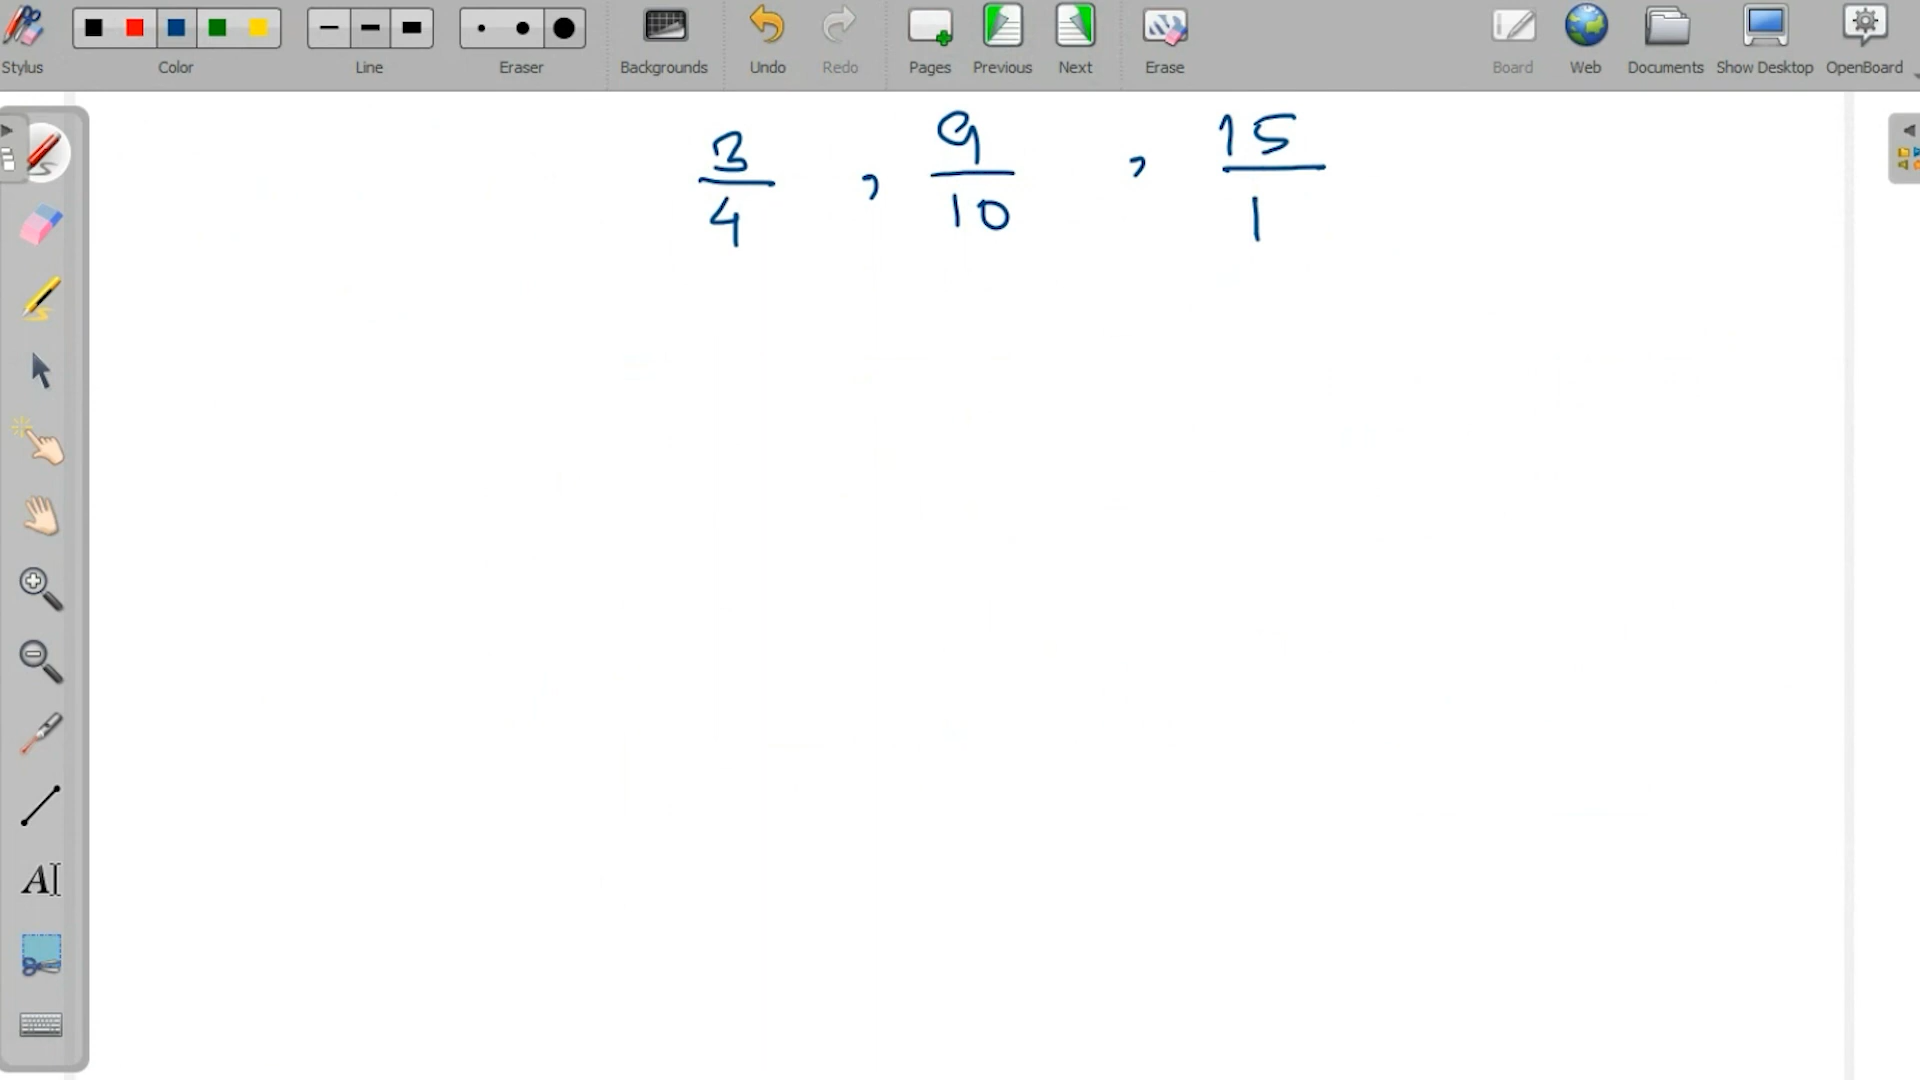 Stylus Color Line Eraser Backgrounds Undo Redo Pages Previous Next Erase Board Web Documents Show Desktop OpenBoard
3/4 , 9/10 , 15/1
A